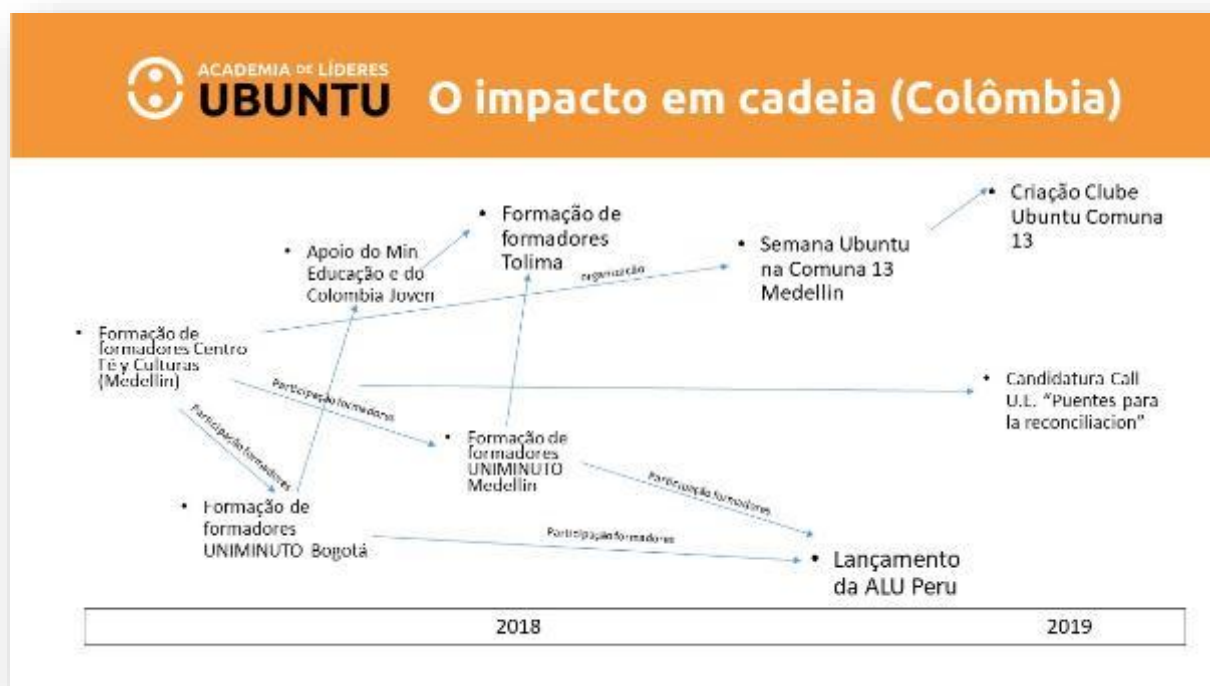 ACADEMIA DE LÍDERES
UBUNTU
O impacto em cadeia (Colômbia)
• Criação Clube
Ubuntu Comuna
13
• Formação de
formadores
Tolima
• Semana Ubuntu
na Comuna 13
Medellin
• Apoio do Min
Educação e do
Colombia Joven
organização
• Formação de
formadores Centro
Fé y Culturas
(Medellin)
Participação formadores
• Candidatura Call
U.E. “Puentes para
la reconciliacion”
Participação formadores
• Formação de
formadores
UNIMINUTO
Medellin
Participação formadores
• Formação de
formadores
UNIMINUTO Bogotá
Participação formadores
• Lançamento
da ALU Peru
2018
2019